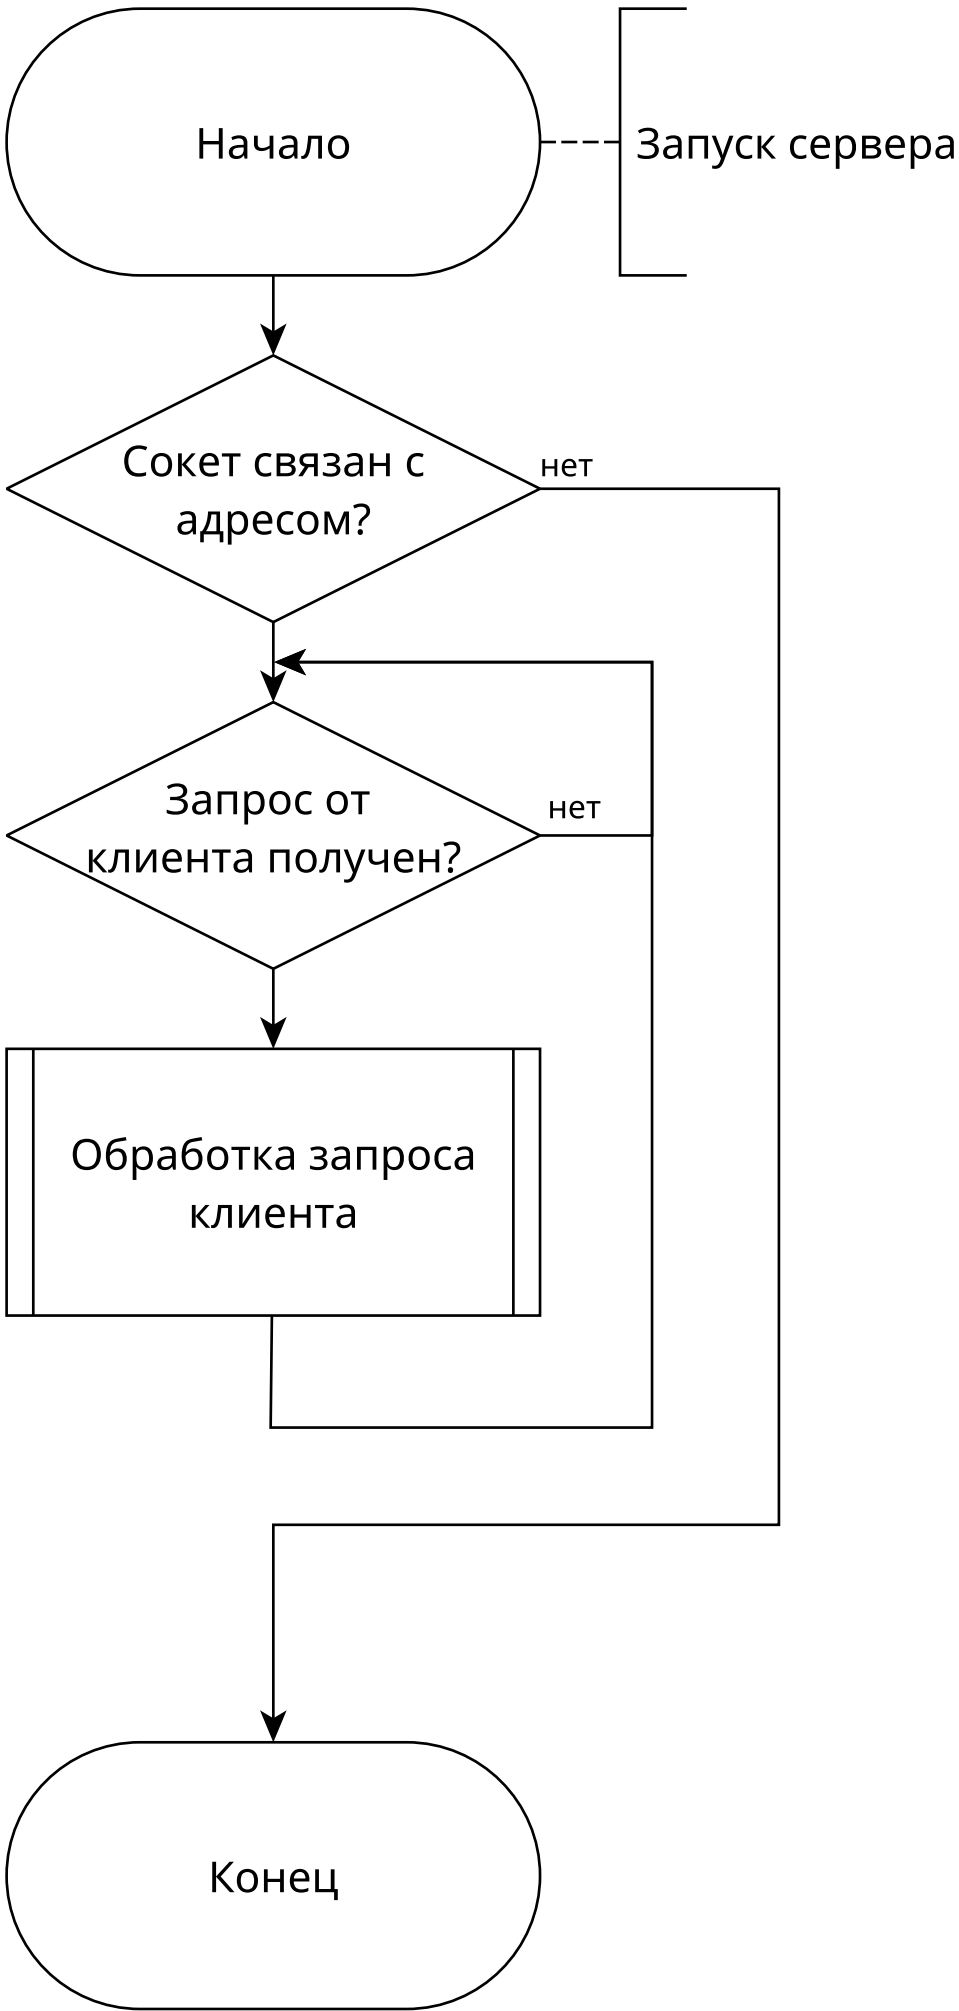 Начало
Запуск сервера
Сокет связан с
адресом?
нет
Запрос от
клиента получен?
нет
Обработка запроса
клиента
Конец